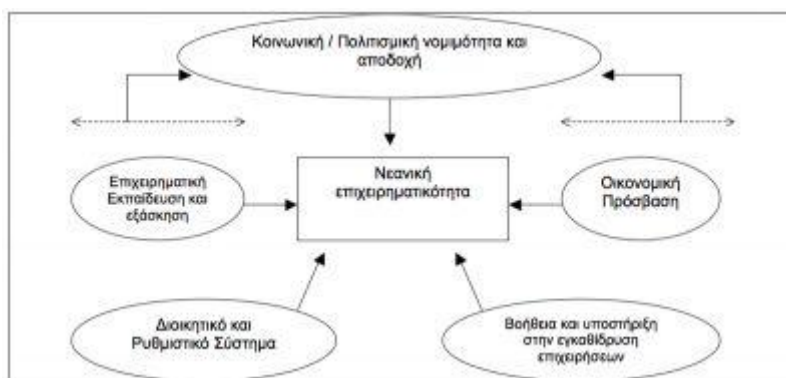 Κοινωνική / Πολιτισμική νομιμότητα και
αποδοχή
Επιχειρηματική
Εκπαίδευση και
εξάσκηση
Νεανική
επιχειρηματικότητα
Οικονομική
Πρόσβαση
Διοικητικό και
Ρυθμιστικό Σύστημα
Βοήθεια και υποστήριξη
στην εγκαθίδρυση
επιχειρήσεων